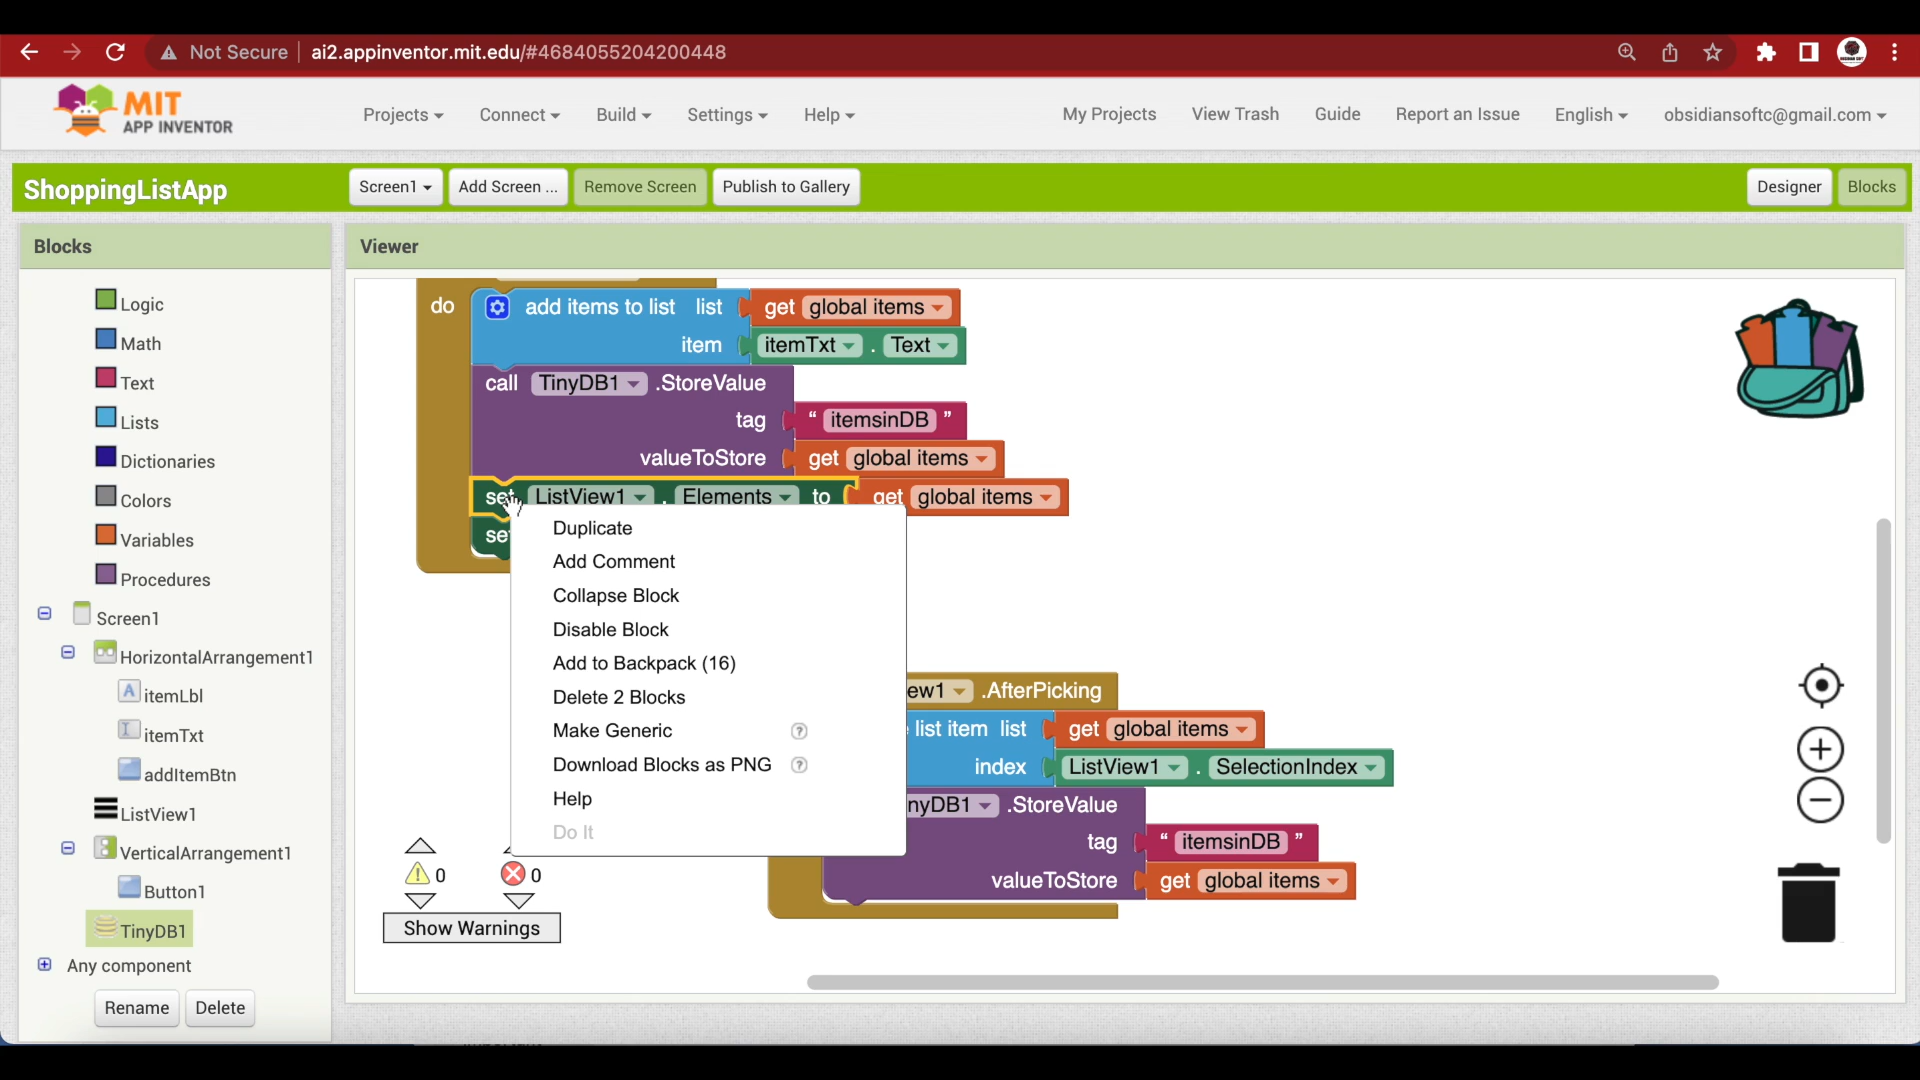 Not Secure | ai2.appinventor.mit.edu/#4684055204200448
MIT
APP INVENTOR
Projects Connect Build Settings Help My Projects View Trash Guide Report an Issue English obsidiansoftc@gmail.com
ShoppingListApp Screen1 Add Screen ... Remove Screen Publish to Gallery Designer Blocks
Blocks
Viewer
Logic
Math
Text
Lists
Dictionaries
Colors
Variables
Procedures
Screen1
HorizontalArrangement1
itemLbl
itemTxt
addItemBtn
ListView1
VerticalArrangement1
Button1
TinyDB1
Any component
Rename Delete
do add items to list list get global items
item itemTxt . Text
call TinyDB1 .StoreValue
tag " itemsinDB "
valueToStore get global items
set ListView1 . Elements to get global items
se
Duplicate
Add Comment
Collapse Block
Disable Block
Add to Backpack (16)
Delete 2 Blocks
Make Generic ?
Download Blocks as PNG ?
Help
Do It
ew1 .AfterPicking
list item list get global items
index ListView1 . SelectionIndex
nyDB1 .StoreValue
tag " itemsinDB "
valueToStore get global items
0 0
Show Warnings